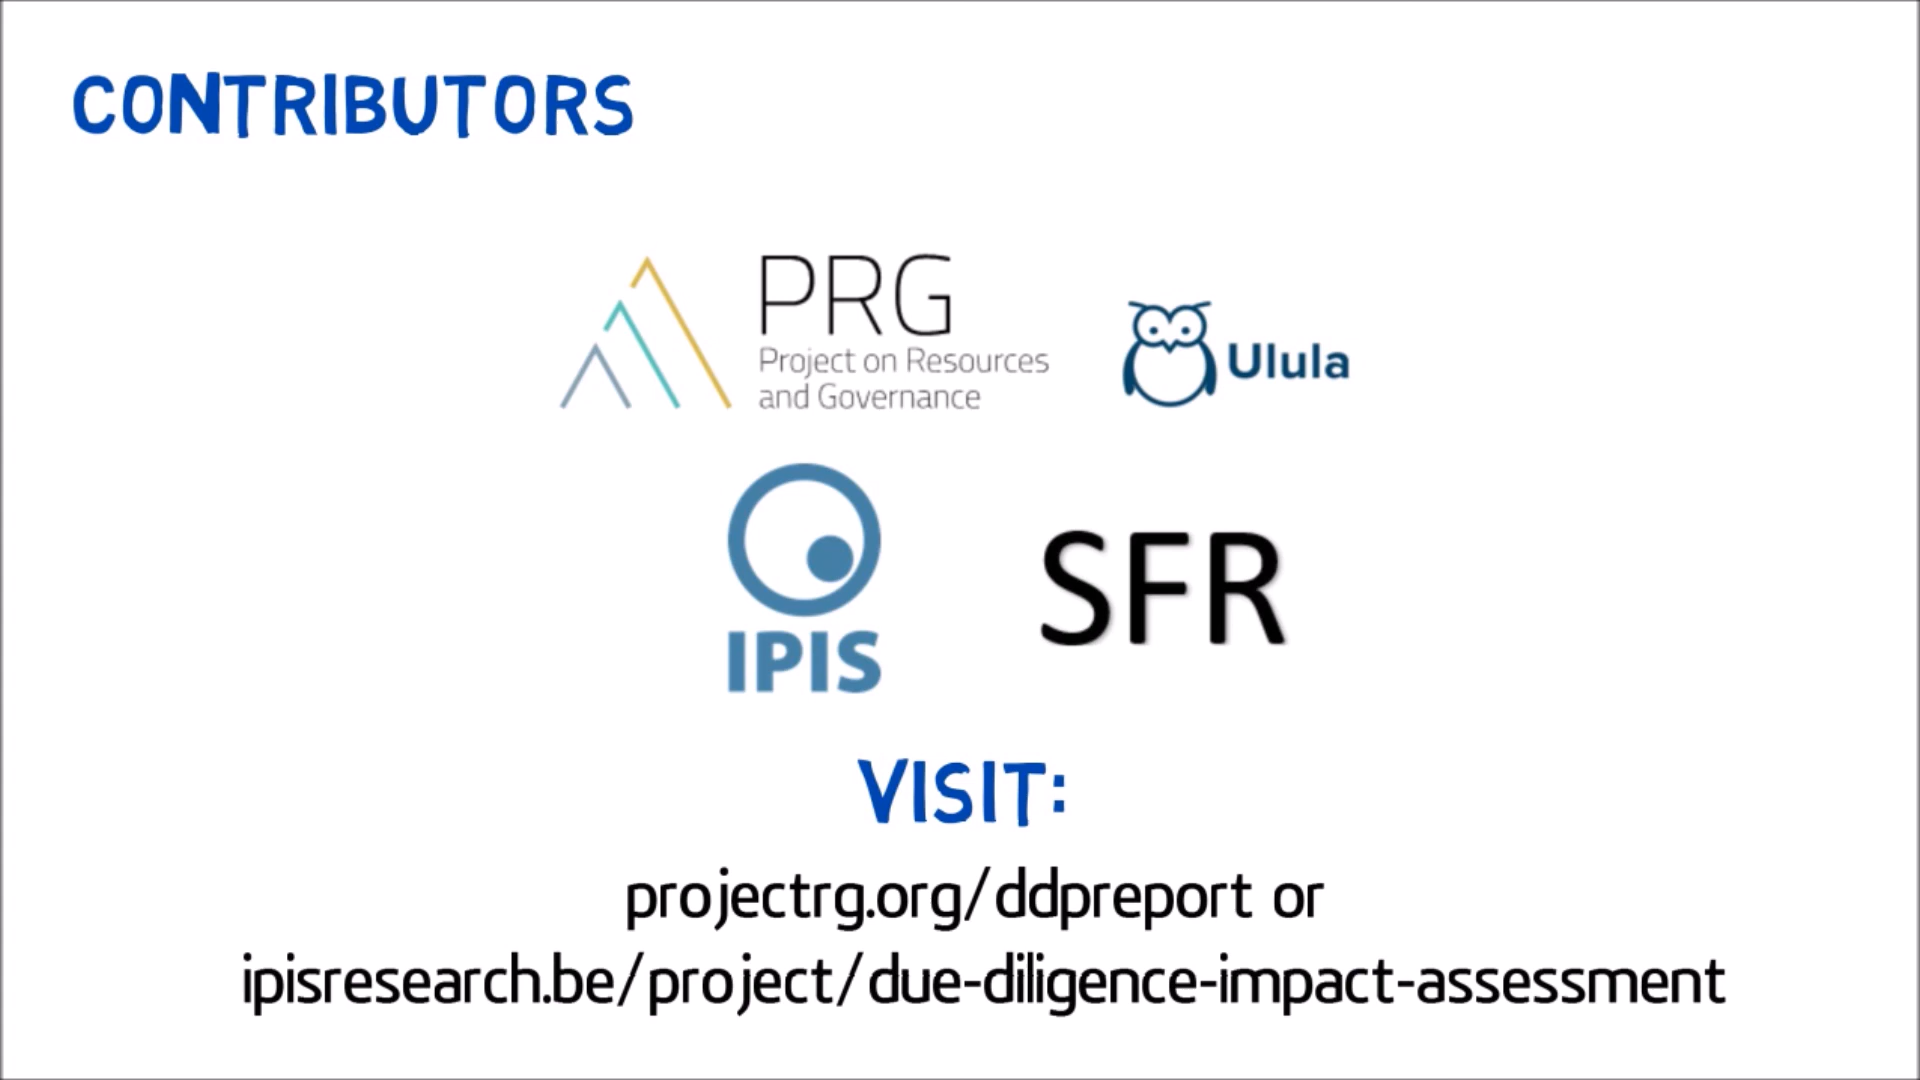 CONTRIBUTORS
PRG
Project on Resources
and Governance
Ulula
IPIS
SFR
VISIT:
projectrg.org/ddpreport or
ipisresearch.be/project/due-diligence-impact-assessment